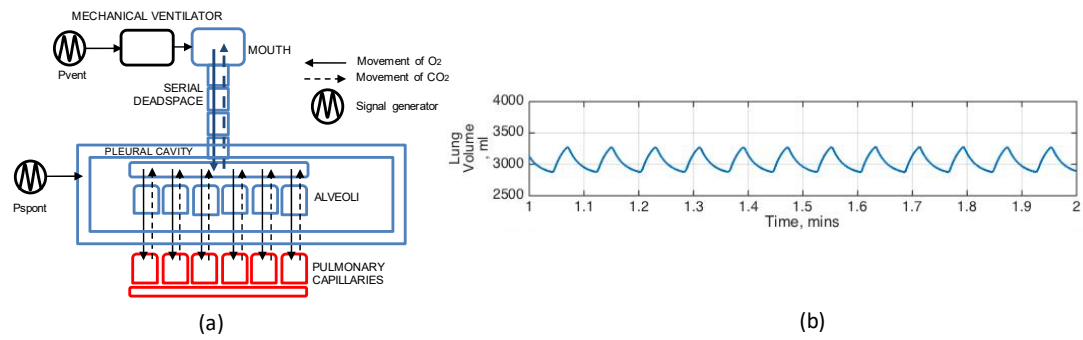 MECHANICAL VENTILATOR
Pvent
MOUTH
SERIAL
DEADSPACE
Movement of O2
Movement of CO2
Signal generator
PLEURAL CAVITY
Pspont
ALVEOLI
PULMONARY
CAPILLARIES
(a)
Lung
Volume
, ml
4000
3500
3000
2500
1 1.1 1.2 1.3 1.4 1.5 1.6 1.7 1.8 1.9 2
Time, mins
(b)